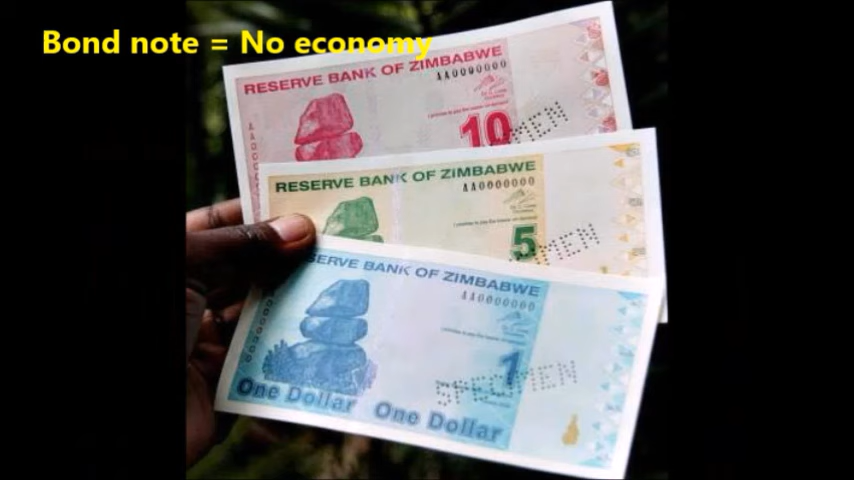 Bond note = No economy
RESERVE BANK OF ZIMBABWE
AA0000000
10
SPECIMEN
RESERVE BANK OF ZIMBABWE
AA0000000
5
SPECIMEN
RESERVE BANK OF ZIMBABWE
AA0000000
1
SPECIMEN
One Dollar One Dollar